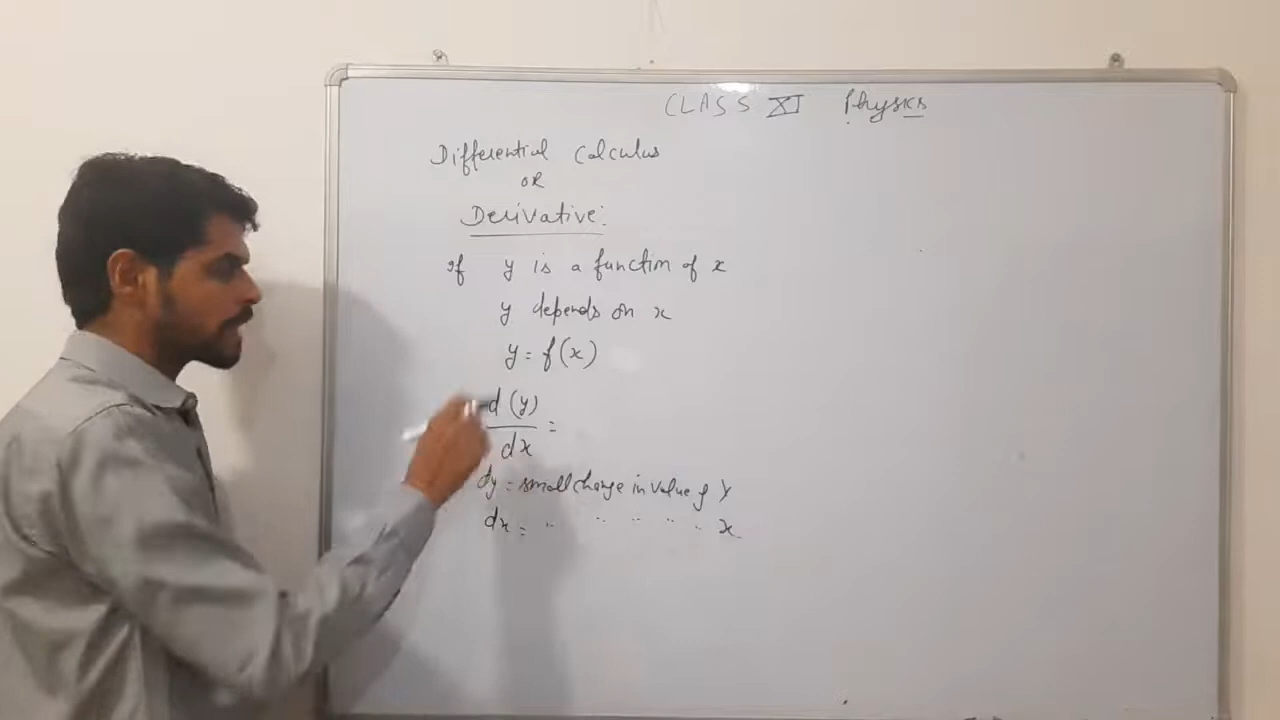 CLASS XI Physics
Differential Calculus
OR
Derivative:
If y is a function of x
y depends on x
y = f(x)
d(y)
dx =
dy = small change in value of y
dx = " " " " " x.